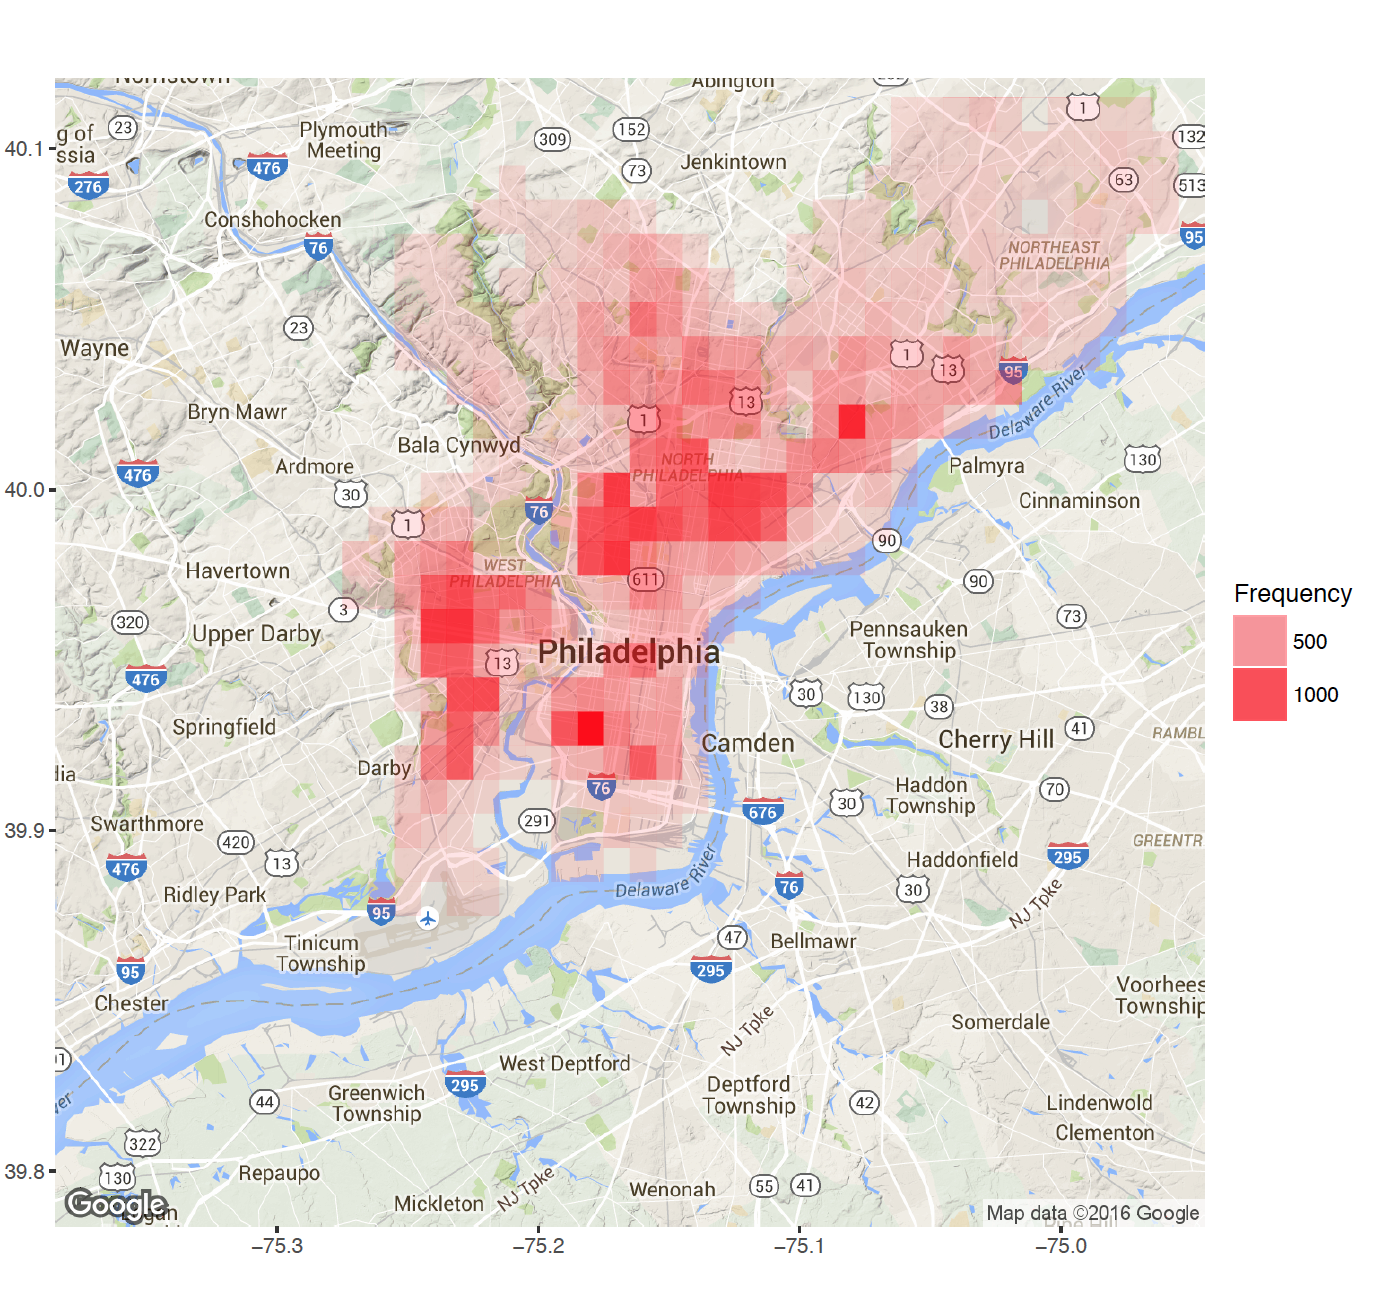 Norristown
Abington
40.1
g of
ssia
23
Plymouth
Meeting
309
152
1
132
276
476
73
Jenkintown
63
513
Conshohocken
76
95
NORTHEAST
PHILADELPHIA
23
Wayne
1
13
95
Bryn Mawr
13
1
Delaware River
Bala Cynwyd
NORTH
PHILADELPHIA
130
Palmyra
476
Ardmore
40.0
30
Cinnaminson
76
1
90
Havertown
WEST
PHILADELPHIA
611
90
Frequency
3
73
320
Upper Darby
Pennsauken
Township
500
Philadelphia
13
476
30
130
38
1000
Springfield
Camden
Cherry Hill
41
RAMBL
dia
Darby
76
Haddon
Township
70
30
676
291
39.9
Swarthmore
420
13
GREENTR
476
Haddonfield
295
Ridley Park
Delaware River
76
30
NJ Tpke
95
47
Bellmawr
Tinicum
Township
95
295
Chester
Voorhees
Township
NJ Tpke
Somerdale
West Deptford
295
Greenwich
Township
44
Deptford
Township
42
Lindenwold
Clementon
322
39.8
130
Repaupo
NJ Tpke
Wenonah
55
41
Mickleton
Google
Map data ©2016 Google
−75.3
−75.2
−75.1
−75.0